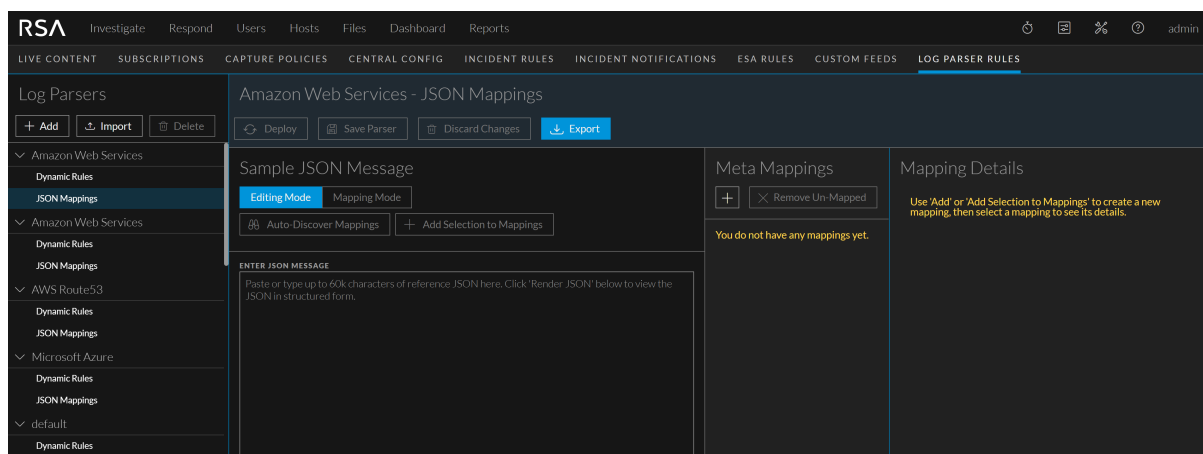 RSA Investigate Respond Users Hosts Files Dashboard Reports admin
LIVE CONTENT SUBSCRIPTIONS CAPTURE POLICIES CENTRAL CONFIG INCIDENT RULES INCIDENT NOTIFICATIONS ESA RULES CUSTOM FEEDS LOG PARSER RULES
Log Parsers
+ Add Import Delete
Amazon Web Services
Dynamic Rules
JSON Mappings
Amazon Web Services
Dynamic Rules
JSON Mappings
AWS Route53
Dynamic Rules
JSON Mappings
Microsoft Azure
Dynamic Rules
JSON Mappings
default
Dynamic Rules
Amazon Web Services - JSON Mappings
Deploy Save Parser Discard Changes Export
Sample JSON Message
Editing Mode Mapping Mode
Auto-Discover Mappings + Add Selection to Mappings
ENTER JSON MESSAGE
Paste or type up to 60k characters of reference JSON here. Click 'Render JSON' below to view the
JSON in structured form.
Meta Mappings
+ Remove Un-Mapped
You do not have any mappings yet.
Mapping Details
Use 'Add' or 'Add Selection to Mappings' to create a new
mapping, then select a mapping to see its details.